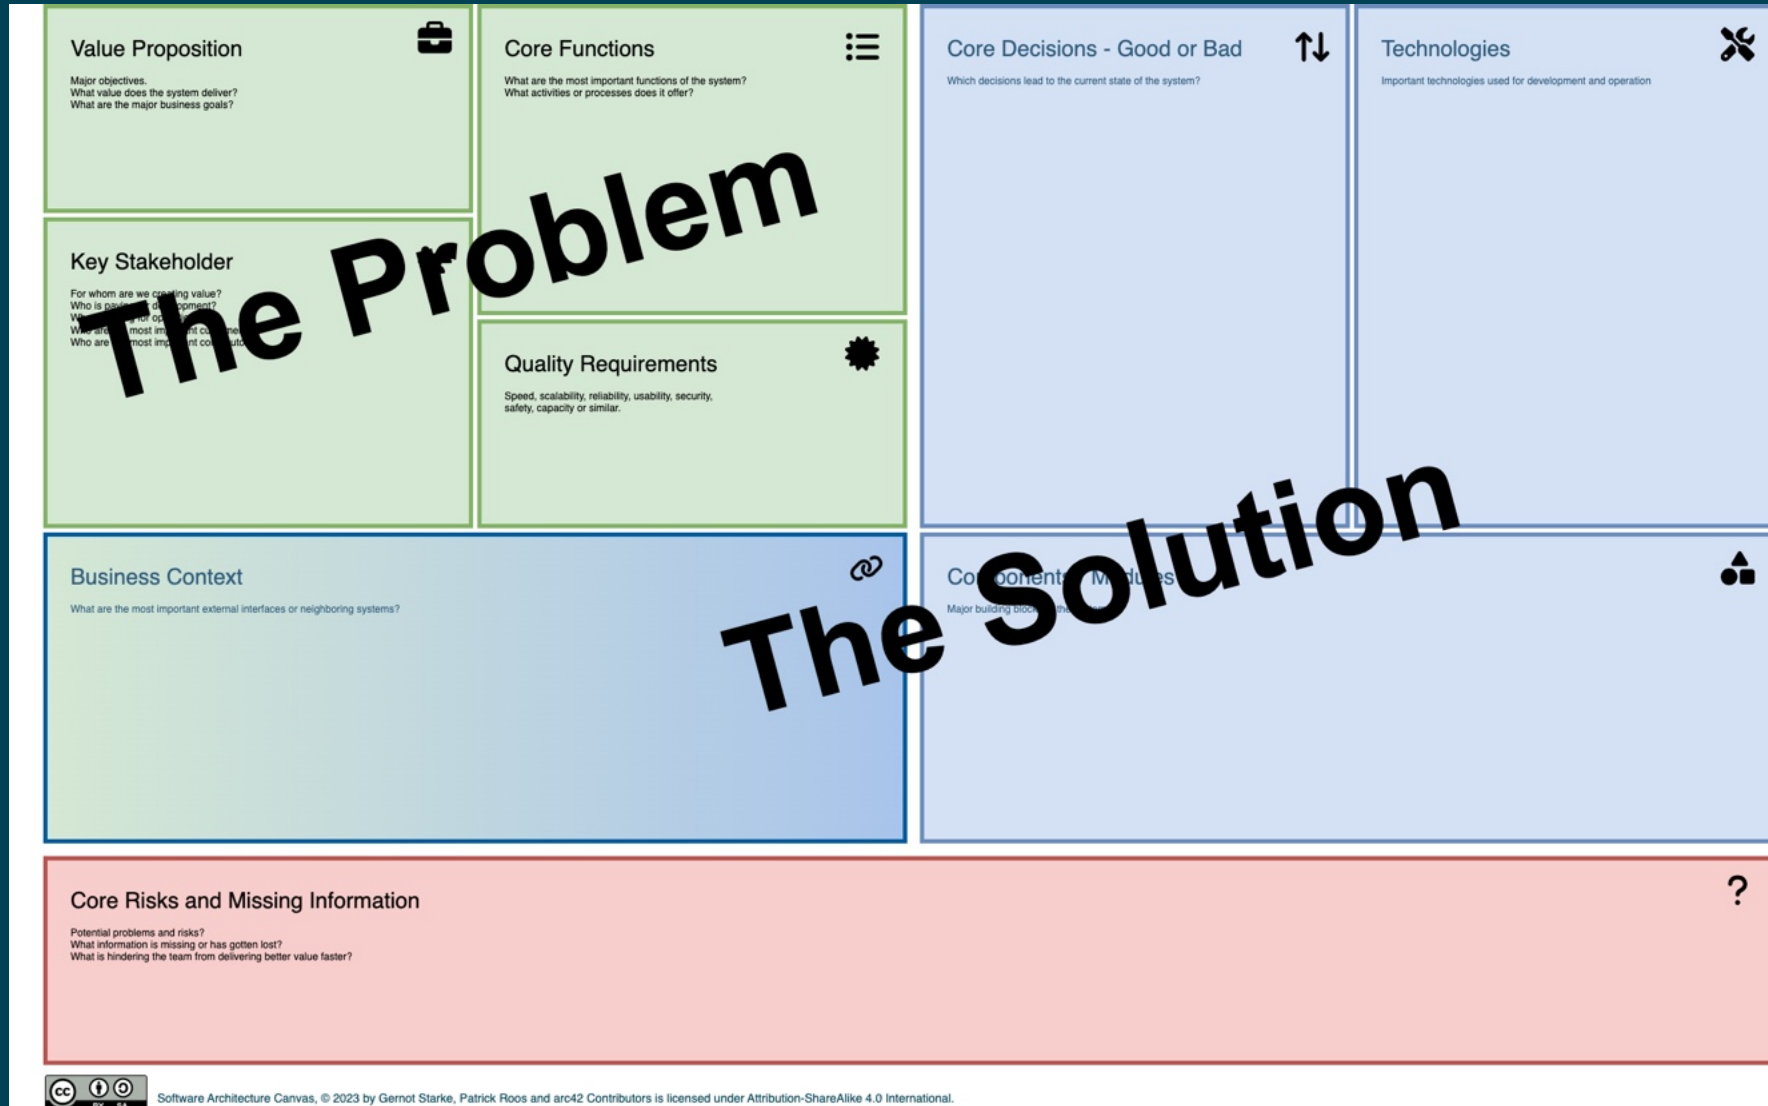 Value Proposition
Major objectives.
What value does the system deliver?
What are the major business goals?
Core Functions
What are the most important functions of the system?
What activities or processes does it offer?
Core Decisions - Good or Bad
Which decisions lead to the current state of the system?
Technologies
Important technologies used for development and operation
The Problem
Key Stakeholder
For whom are we creating value?
Who is
Who are most
Who are most
Quality Requirements
Speed, scalability, reliability, usability, security,
safety, capacity or similar.
Business Context
What are the most important external interfaces or neighboring systems?
The Solution
Components Modules
Major building
Core Risks and Missing Information
Potential problems and risks?
What information is missing or has gotten lost?
What is hindering the team from delivering better value faster?
cc
Software Architecture Canvas, © 2023 by Gernot Starke, Patrick Roos and arc42 Contributors is licensed under Attribution-ShareAlike 4.0 International.